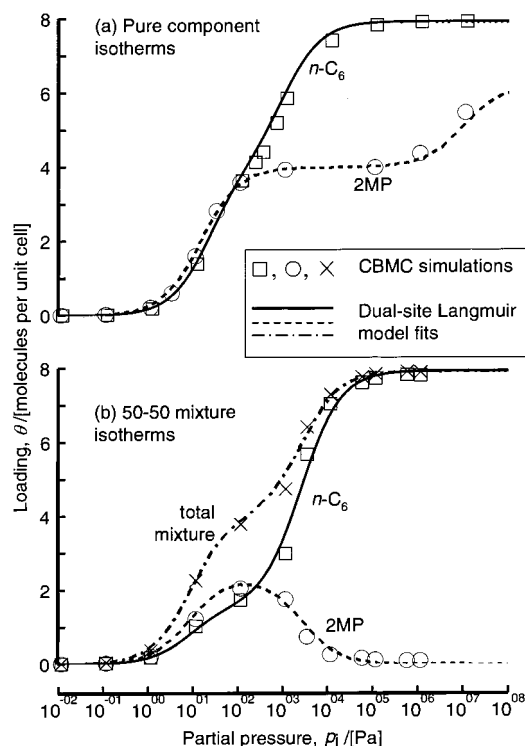 8
(a) Pure component
isotherms
n-C6
6
4
2MP
2
□, ○, × CBMC simulations
0
Dual-site Langmuir
model fits
Loading, θ/[molecules per unit cell]
8
(b) 50-50 mixture
isotherms
6
total
mixture
n-C6
4
2
2MP
0
10^-02 10^-01 10^00 10^01 10^02 10^03 10^04 10^05 10^06 10^07 10^08
Partial pressure, pi /[Pa]